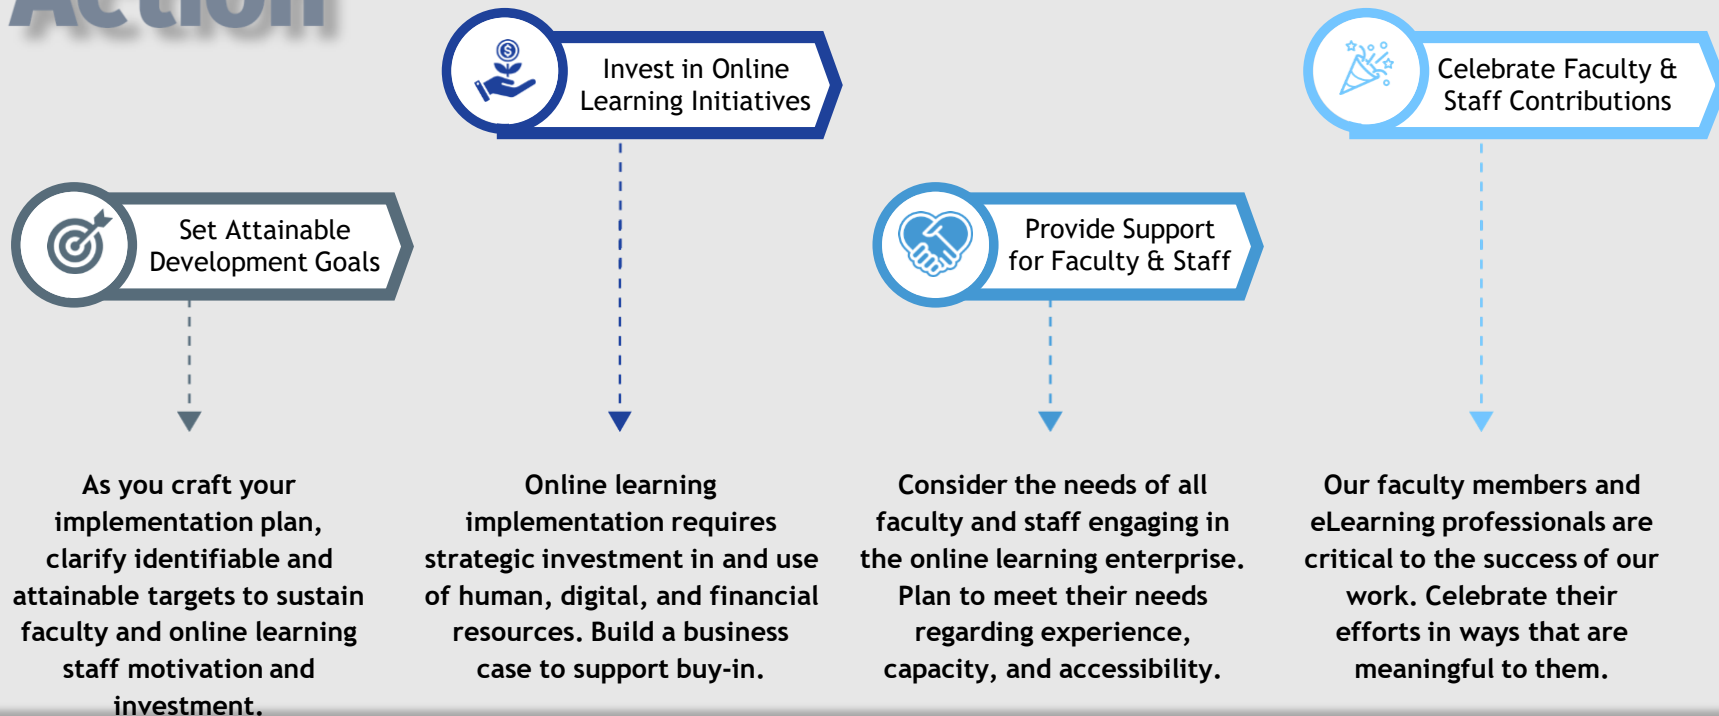 Action
Set Attainable
Development Goals
As you craft your
implementation plan,
clarify identifiable and
attainable targets to sustain
faculty and online learning
staff motivation and
investment.
Invest in Online
Learning Initiatives
Online learning
implementation requires
strategic investment in and use
of human, digital, and financial
resources. Build a business
case to support buy-in.
Provide Support
for Faculty & Staff
Consider the needs of all
faculty and staff engaging in
the online learning enterprise.
Plan to meet their needs
regarding experience,
capacity, and accessibility.
Celebrate Faculty &
Staff Contributions
Our faculty members and
eLearning professionals are
critical to the success of our
work. Celebrate their
efforts in ways that are
meaningful to them.